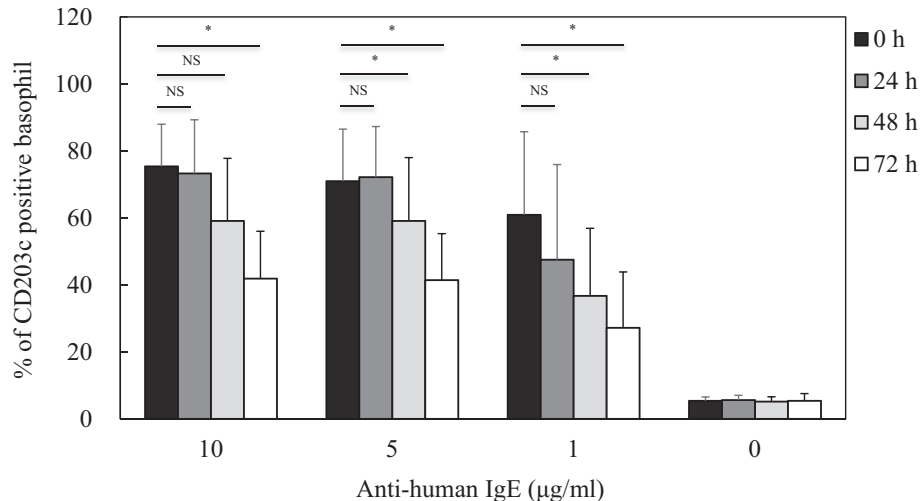 120
100
80
60
40
20
0
% of CD203c positive basophil
*
NS
NS
*
*
NS
*
*
NS
0 h
24 h
48 h
72 h
10 5 1 0
Anti-human IgE (μg/ml)